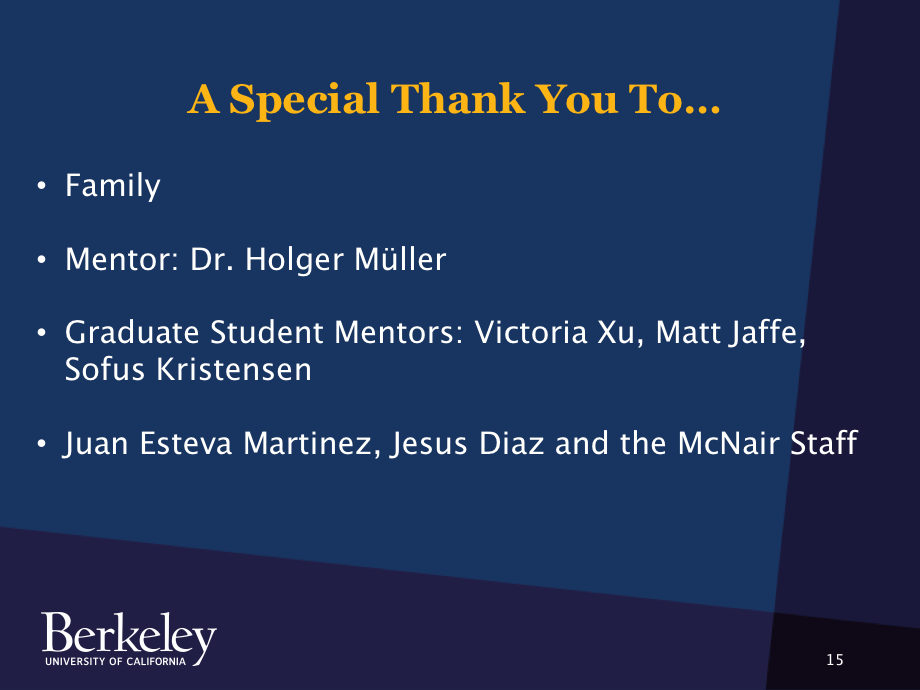 A Special Thank You To...
• Family
• Mentor: Dr. Holger Müller
• Graduate Student Mentors: Victoria Xu, Matt Jaffe,
Sofus Kristensen
• Juan Esteva Martinez, Jesus Diaz and the McNair Staff
Berkeley
UNIVERSITY OF CALIFORNIA
15